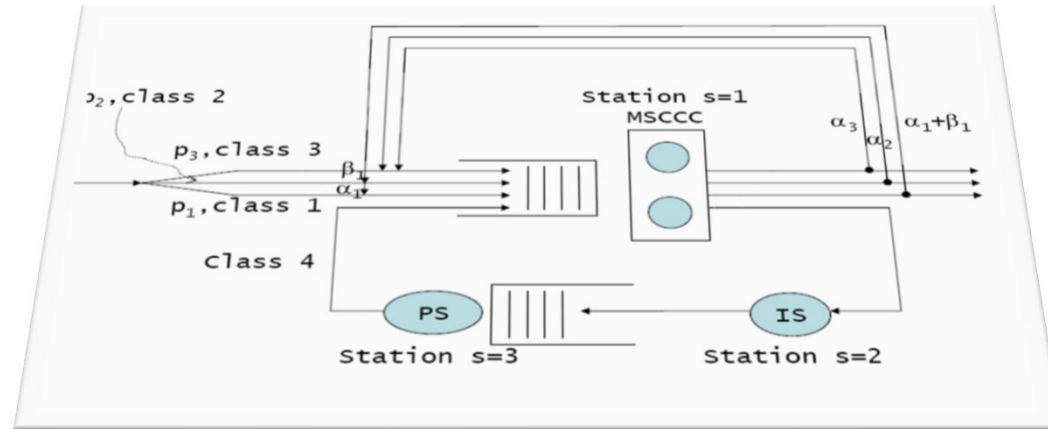 Station s=1
MSCCC
ρ₂,class 2
p₃,class 3
p₁,class 1
β₁
α₁
α₃
α₂
α₁+β₁
Class 4
PS
IS
Station s=3
Station s=2